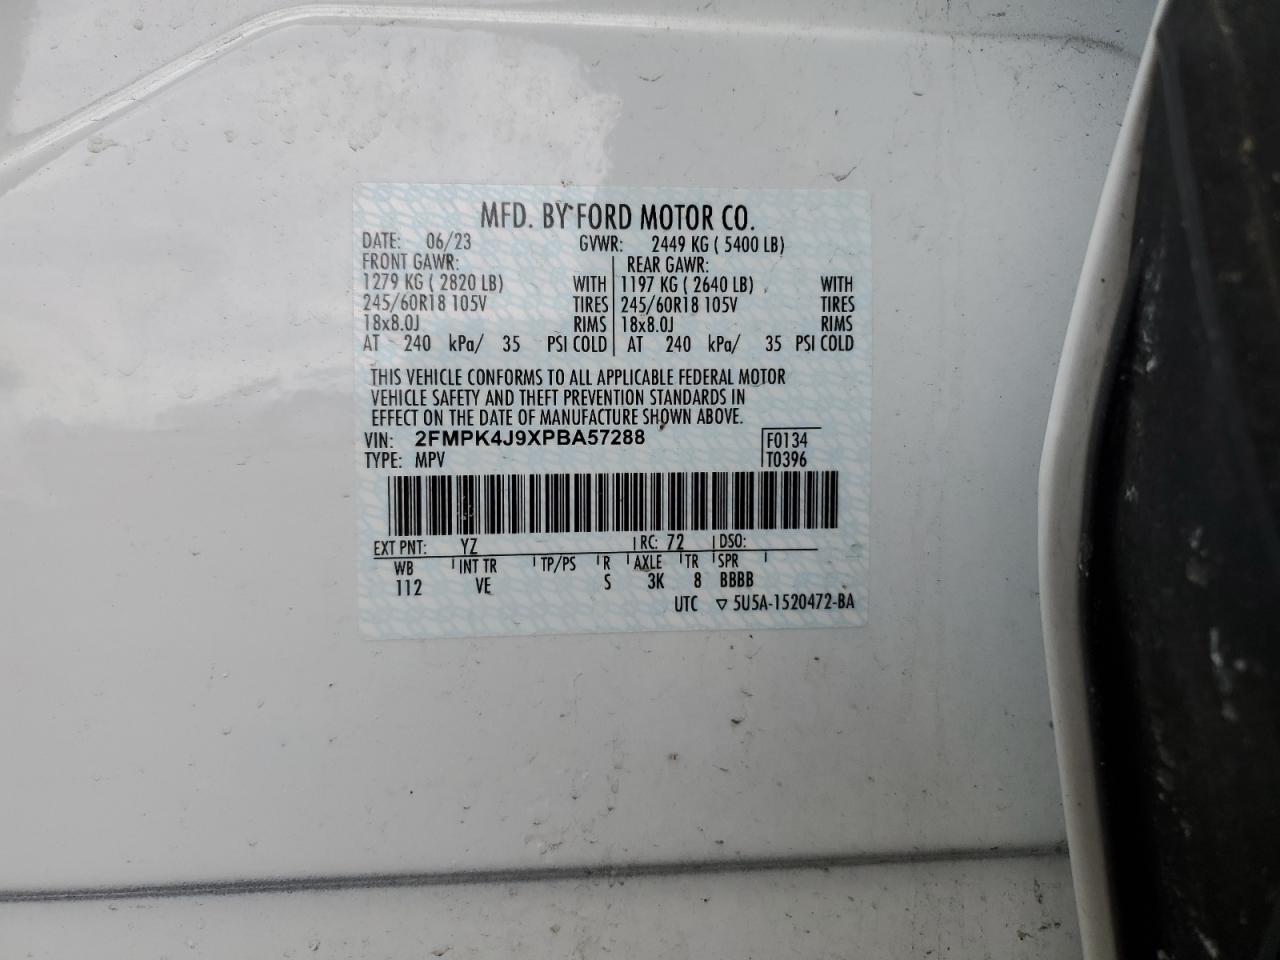 MFD. BY FORD MOTOR CO.
DATE: 06/23 GVWR: 2449 KG ( 5400 LB)
FRONT GAWR: REAR GAWR:
1279 KG ( 2820 LB) WITH 1197 KG ( 2640 LB) WITH
245/60R18 105V TIRES 245/60R18 105V TIRES
18x8.0J RIMS 18x8.0J RIMS
AT 240 kPa/ 35 PSI COLD AT 240 kPa/ 35 PSI COLD
THIS VEHICLE CONFORMS TO ALL APPLICABLE FEDERAL MOTOR
VEHICLE SAFETY AND THEFT PREVENTION STANDARDS IN
EFFECT ON THE DATE OF MANUFACTURE SHOWN ABOVE.
VIN: 2FMPK4J9XPBA57288 F0134
TYPE: MPV T0396
EXT PNT: YZ RC: 72 DSO:
WB INT TR TP/PS R AXLE TR SPR
112 VE S 3K 8 BBBB
UTC ▽ 5U5A-1520472-BA